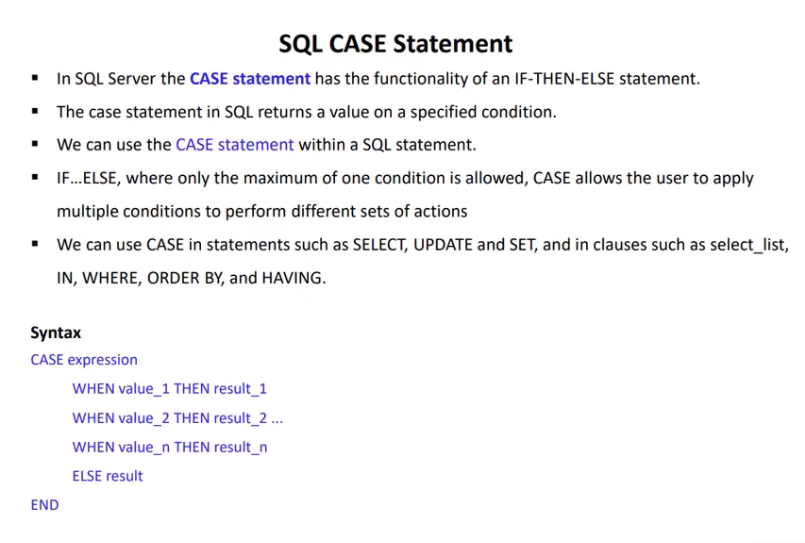 SQL CASE Statement
▪ In SQL Server the CASE statement has the functionality of an IF-THEN-ELSE statement.
▪ The case statement in SQL returns a value on a specified condition.
▪ We can use the CASE statement within a SQL statement.
▪ IF…ELSE, where only the maximum of one condition is allowed, CASE allows the user to apply
multiple conditions to perform different sets of actions
▪ We can use CASE in statements such as SELECT, UPDATE and SET, and in clauses such as select_list,
IN, WHERE, ORDER BY, and HAVING.
Syntax
CASE expression
WHEN value_1 THEN result_1
WHEN value_2 THEN result_2 ...
WHEN value_n THEN result_n
ELSE result
END